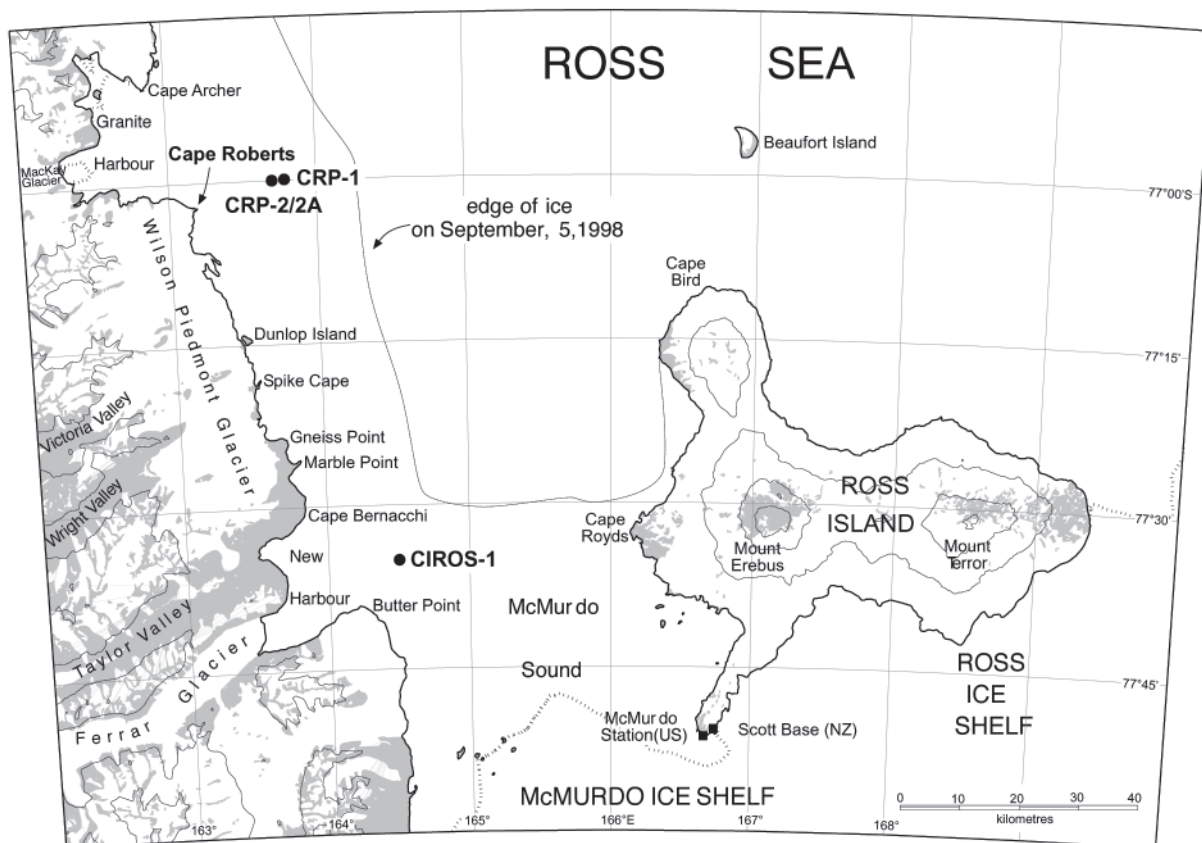 ROSS SEA
Cape Archer
Granite
Harbour
MacKay
Glacier
Cape Roberts
CRP-1
CRP-2/2A
Beaufort Island
77°00'S
edge of ice
on September, 5,1998
Cape
Bird
Wilson Piedmont Glacier
Dunlop Island
77°15'
Spike Cape
Victoria Valley
Gneiss Point
Marble Point
Wright Valley
Cape Bernacchi
ROSS
ISLAND
77°30'
Cape
Royds
Mount
Erebus
Mount
Terror
New
Harbour
CIROS-1
Butter Point
McMurdo
Sound
Taylor Valley
Ferrar Glacier
77°45'
ROSS
ICE
SHELF
McMurdo
Station(US)
Scott Base (NZ)
McMURDO ICE SHELF
0 10 20 30 40
kilometres
163° 164° 165° 166°E 167° 168°